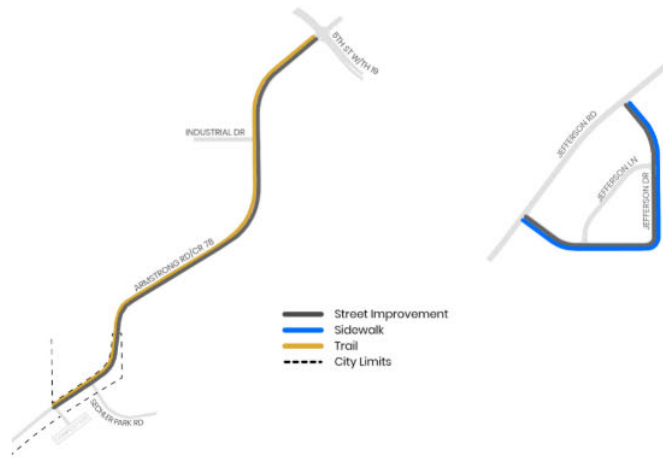 5TH ST W/TH 19
INDUSTRIAL DR
JEFFERSON RD
JEFFERSON LN
JEFFERSON DR
ARMSTRONG RD/CR 78
Street Improvement
Sidewalk
Trail
City Limits
SECHLER PARK RD